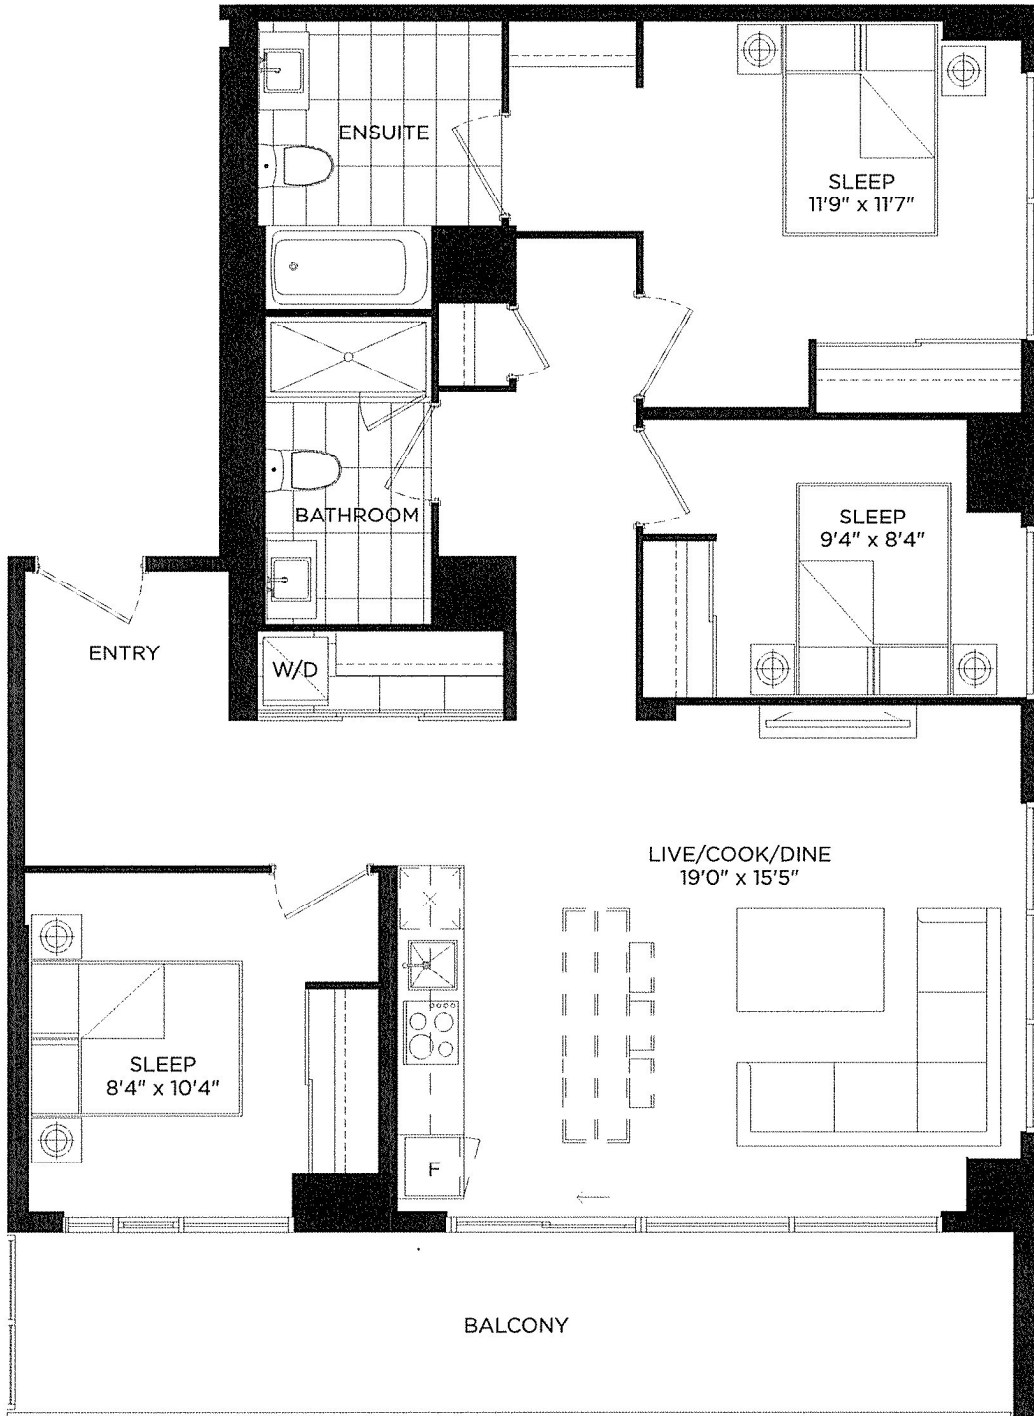 ENSUITE
SLEEP
11'9" x 11'7"
BATHROOM
SLEEP
9'4" x 8'4"
ENTRY
W/D
LIVE/COOK/DINE
19'0" x 15'5"
SLEEP
8'4" x 10'4"
F
BALCONY